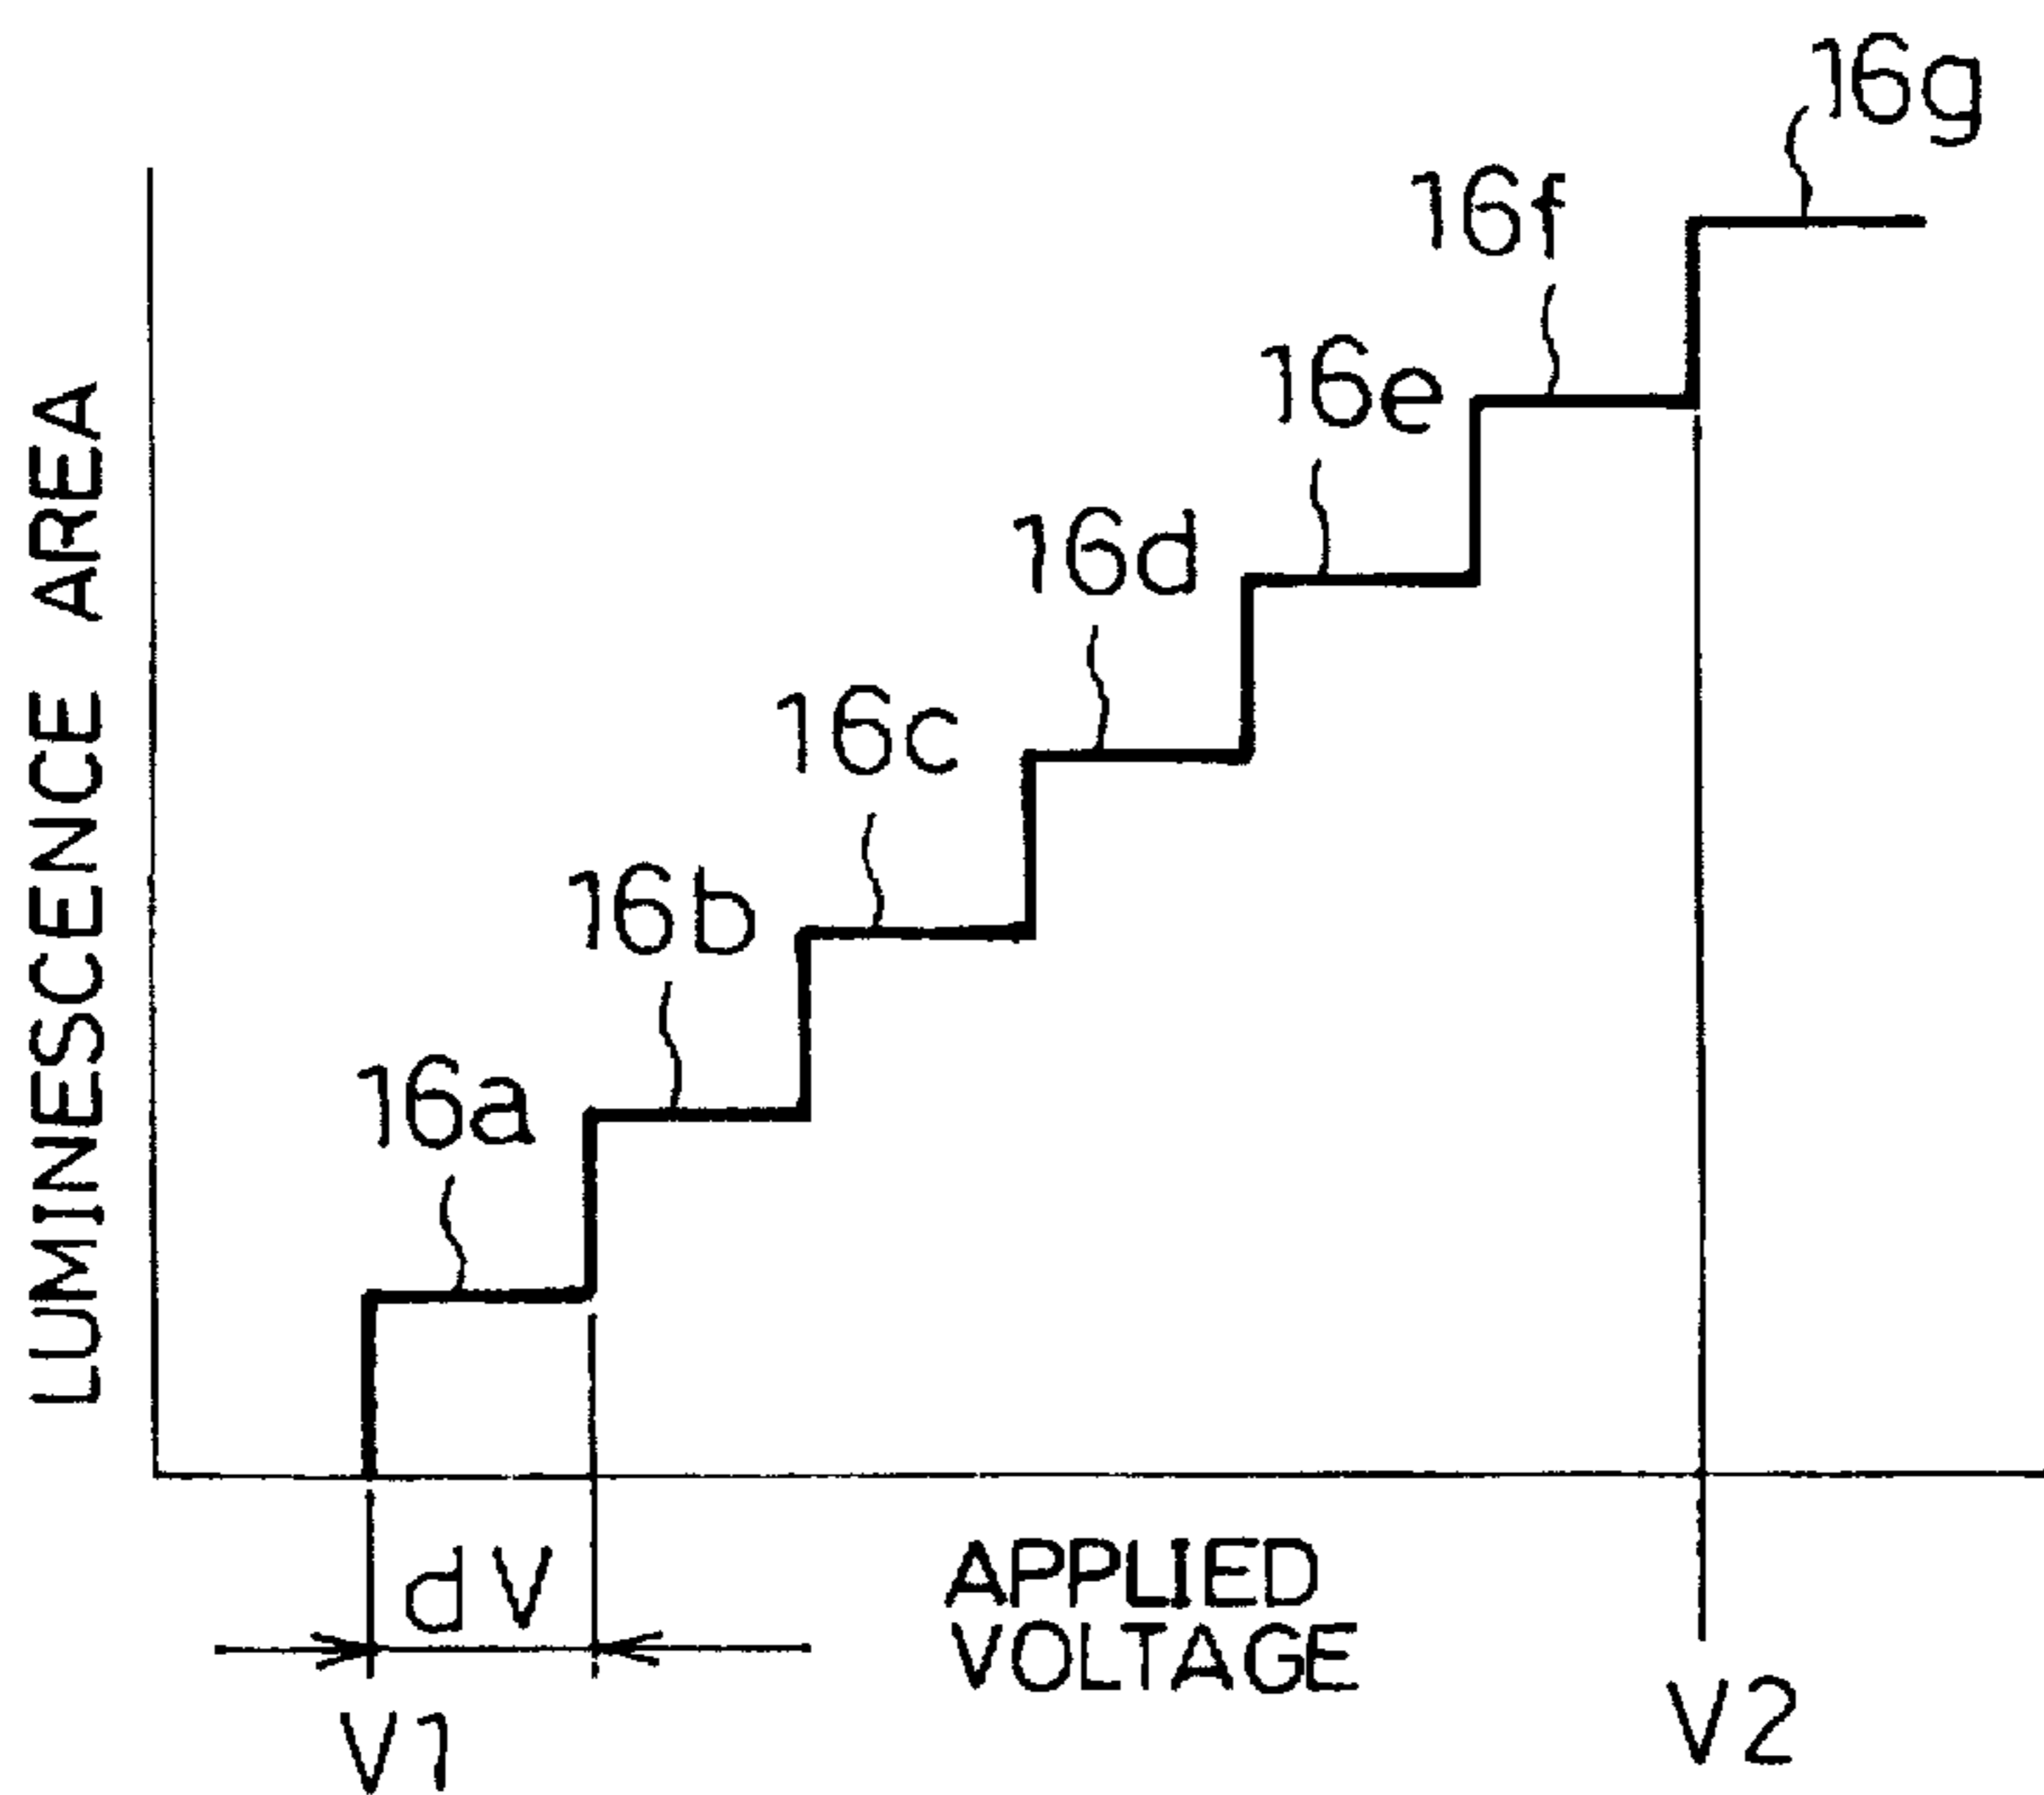 16g
16f
16e
16d
16c
16b
16a
LUMINESCENCE AREA
dV
APPLIED
VOLTAGE
V1
V2